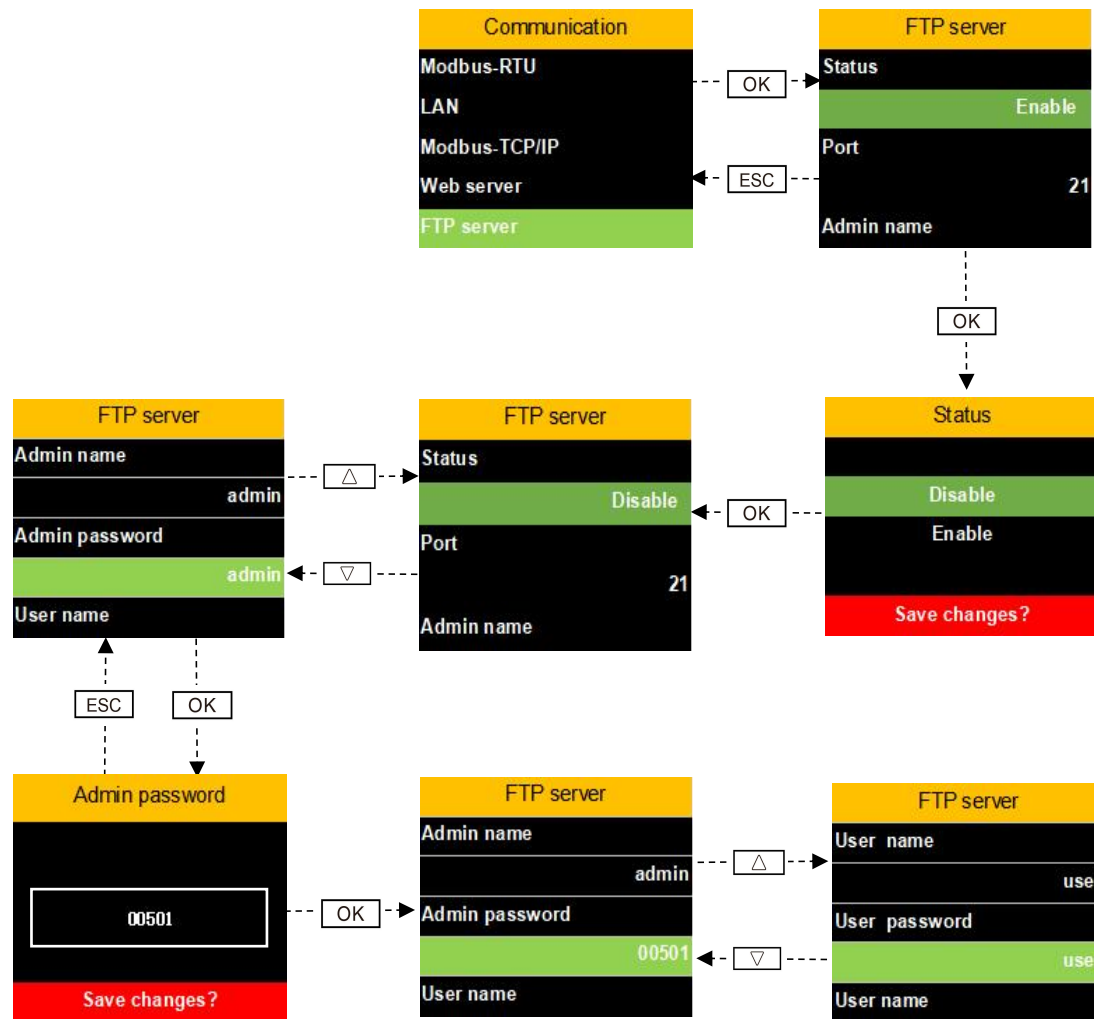 Communication
Modbus-RTU
LAN
Modbus-TCP/IP
Web server
FTP server
OK
ESC
FTP server
Status
Enable
Port
21
Admin name
OK
FTP server
Admin name
admin
Admin password
admin
User name
△
▽
FTP server
Status
Disable
Port
21
Admin name
OK
Status
Disable
Enable
Save changes?
ESC
OK
Admin password
00501
Save changes?
OK
FTP server
Admin name
admin
Admin password
00501
User name
△
▽
FTP server
User name
use
User password
use
User name